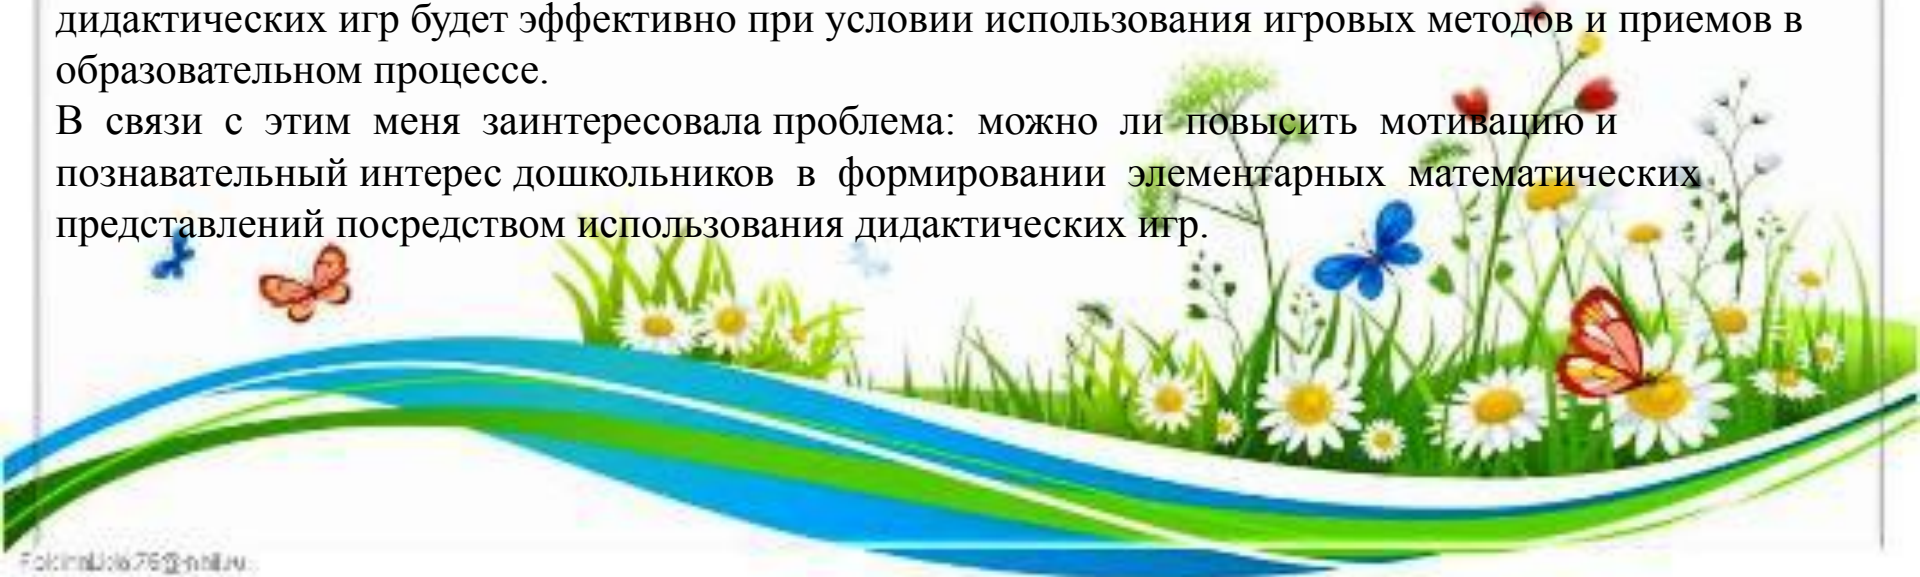 дидактических игр будет эффективно при условии использования игровых методов и приемов в
образовательном процессе.
В связи с этим меня заинтересовала проблема: можно ли повысить мотивацию и
познавательный интерес дошкольников в формировании элементарных математических
представлений посредством использования дидактических игр.